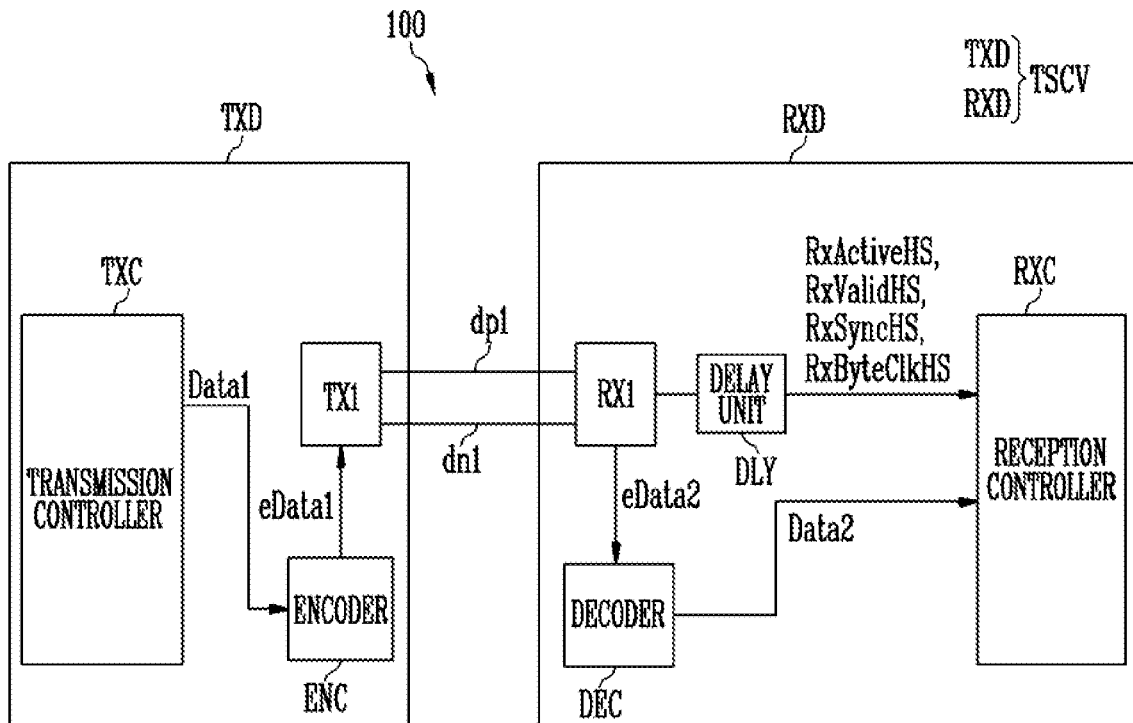 100
TXD
RXD
TSCV
TXD
RXD
TXC
RXC
RxActiveHS,
RxValidHS,
RxSyncHS,
RxByteClkHS
Data1
dp1
TX1
RX1
DELAY
UNIT
dn1
DLY
TRANSMISSION
CONTROLLER
RECEPTION
CONTROLLER
eData1
eData2
Data2
ENCODER
DECODER
ENC
DEC